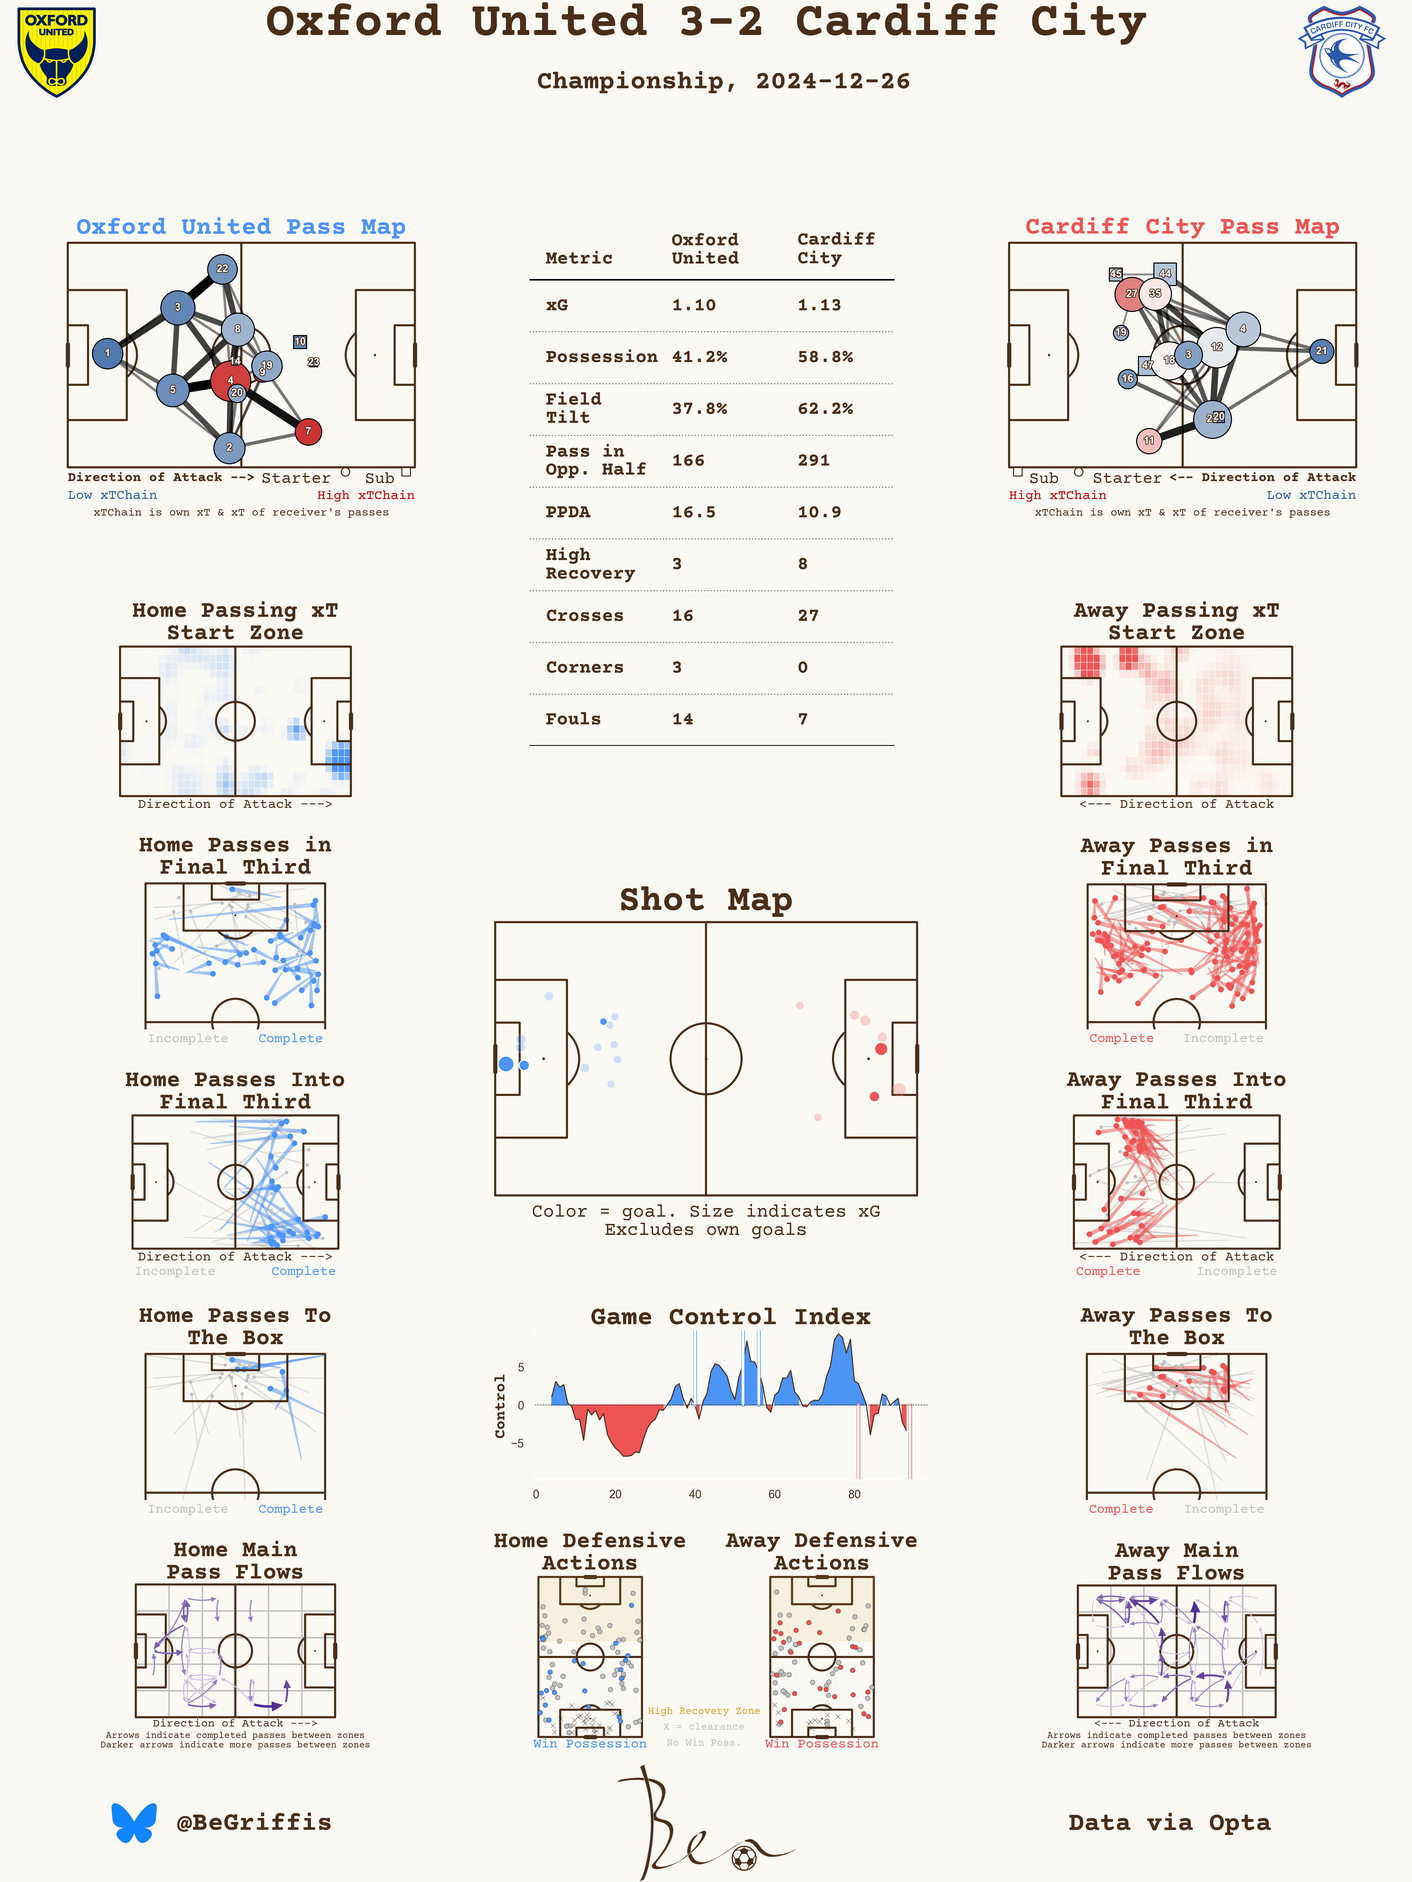 Oxford United 3-2 Cardiff City
Championship, 2024-12-26
OXFORD
UNITED
CARDIFF CITY FC
Oxford United Pass Map
22
3
8
1
10
14
19
9
23
4
5
20
7
2
Direction of Attack --> Starter Sub
Low xTChain High xTChain
xTChain is own xT & xT of receiver's passes
Metric Oxford United Cardiff City
xG 1.10 1.13
Possession 41.2% 58.8%
Field Tilt 37.8% 62.2%
Pass in Opp. Half 166 291
PPDA 16.5 10.9
High Recovery 3 8
Crosses 16 27
Corners 3 0
Fouls 14 7
Cardiff City Pass Map
45
44
27
35
19
4
12
21
3
18
47
16
20
11
Sub Starter <-- Direction of Attack
High xTChain Low xTChain
xTChain is own xT & xT of receiver's passes
Home Passing xT
Start Zone
Direction of Attack --->
Away Passing xT
Start Zone
<--- Direction of Attack
Home Passes in
Final Third
Incomplete Complete
Away Passes in
Final Third
Complete Incomplete
Shot Map
Color = goal. Size indicates xG
Excludes own goals
Home Passes Into
Final Third
Direction of Attack --->
Incomplete Complete
Away Passes Into
Final Third
<--- Direction of Attack
Complete Incomplete
Home Passes To
The Box
Incomplete Complete
Game Control Index
Control
5
0
−5
0 20 40 60 80
Away Passes To
The Box
Complete Incomplete
Home Main
Pass Flows
Direction of Attack --->
Arrows indicate completed passes between zones
Darker arrows indicate more passes between zones
Home Defensive
Actions
Win Possession
High Recovery Zone
X = clearance
No Win Poss.
Away Defensive
Actions
Win Possession
Away Main
Pass Flows
<--- Direction of Attack
Arrows indicate completed passes between zones
Darker arrows indicate more passes between zones
@BeGriffis
Ben
Data via Opta